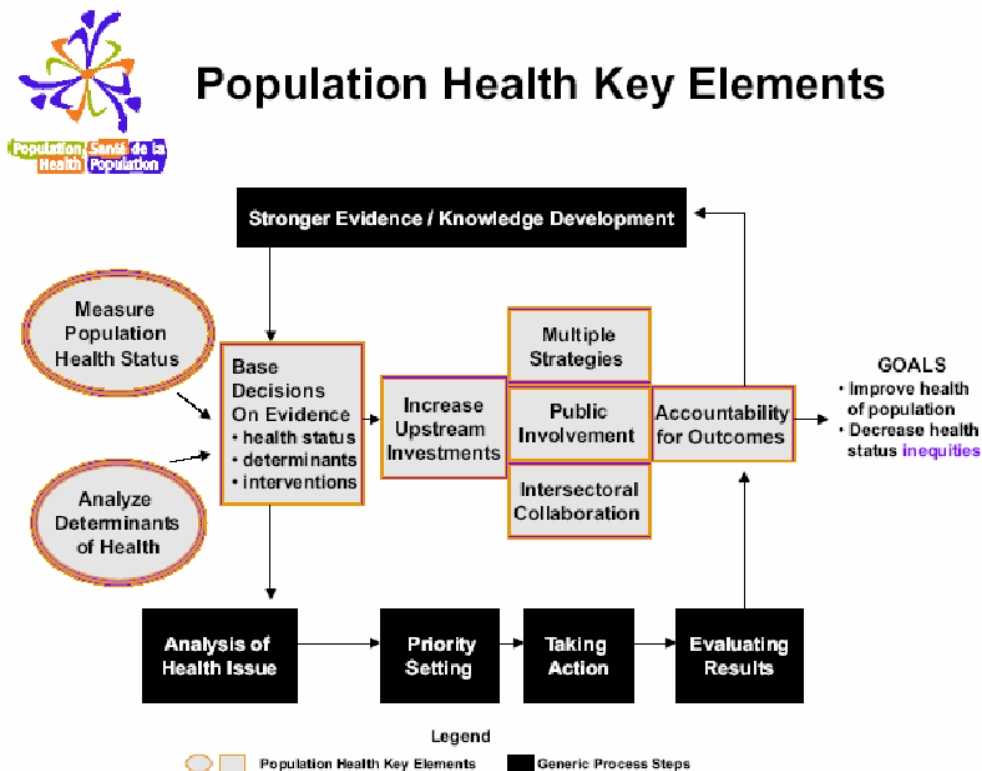 Population Health Key Elements
Population Santé de la
Health Population
Stronger Evidence / Knowledge Development
Measure
Population
Health Status
Base
Decisions
On Evidence
• health status
• determinants
• interventions
Analyze
Determinants
of Health
Increase
Upstream
Investments
Multiple
Strategies
Public
Involvement
Intersectoral
Collaboration
Accountability
for Outcomes
GOALS
• Improve health
of population
• Decrease health
status inequities
Analysis of
Health Issue
Priority
Setting
Taking
Action
Evaluating
Results
Legend
Population Health Key Elements
Generic Process Steps